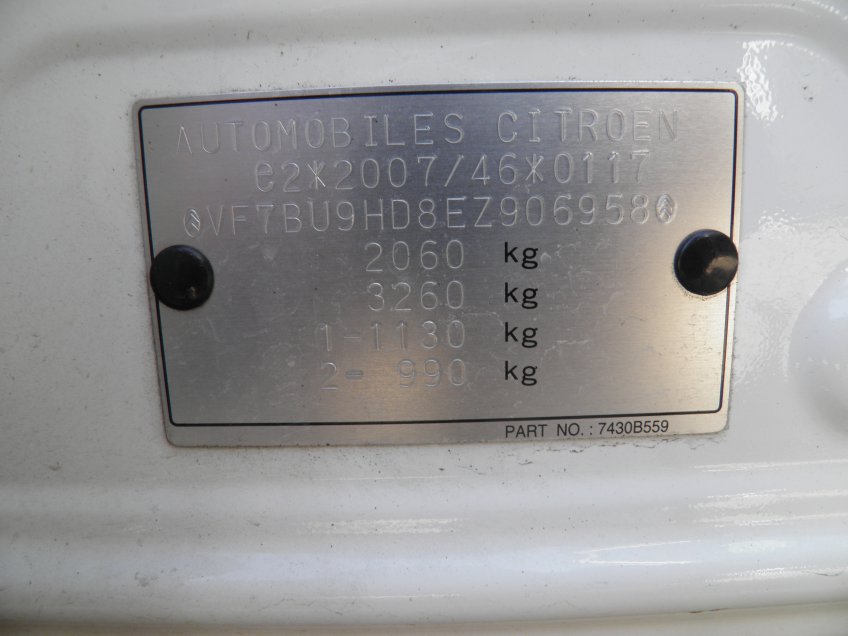 AUTOMOBILES CITROEN
e2*2007/46*0117
VF7BU9HD8EZ906958
2060 kg
3260 kg
1-1130 kg
2- 990 kg
PART NO. : 7430B559